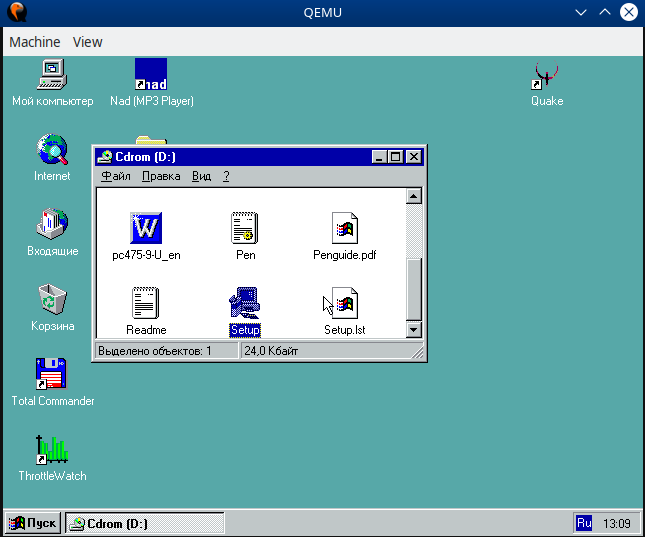 QEMU
Machine View
Мой компьютер
nad
Nad (MP3 Player)
Quake
Internet
Входящие
Корзина
Total Commander
ThrottleWatch
Cdrom (D:)
Файл Правка Вид ?
W
pc475-9-U_en
Pen
Penguide.pdf
Readme
Setup
Setup.lst
Выделено объектов: 1
24,0 Кбайт
Пуск
Cdrom (D:)
Ru
13:09